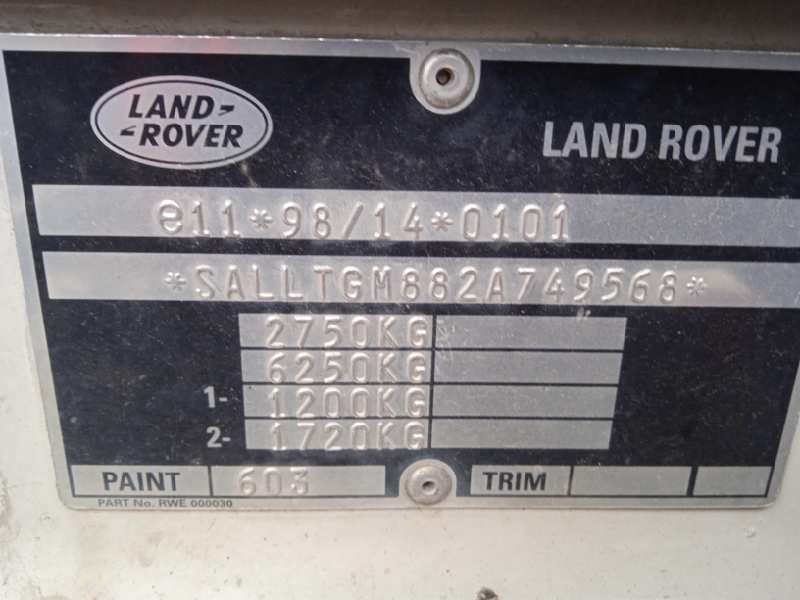 LAND-
-ROVER
LAND ROVER
e11*98/14*0101
*SALLTGM882A749568*
2750KG
6250KG
1- 1200KG
2- 1720KG
PAINT 603 TRIM
PART No. RWE 000030